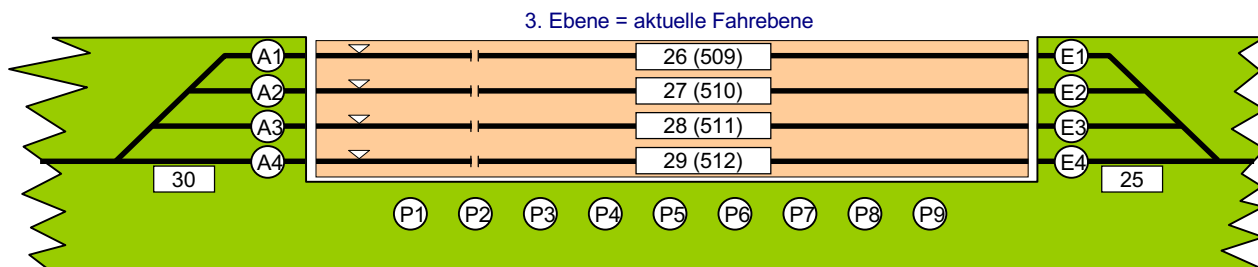 3. Ebene = aktuelle Fahrebene
A1 26 (509) E1
A2 27 (510) E2
A3 28 (511) E3
A4 29 (512) E4
30 25
P1 P2 P3 P4 P5 P6 P7 P8 P9